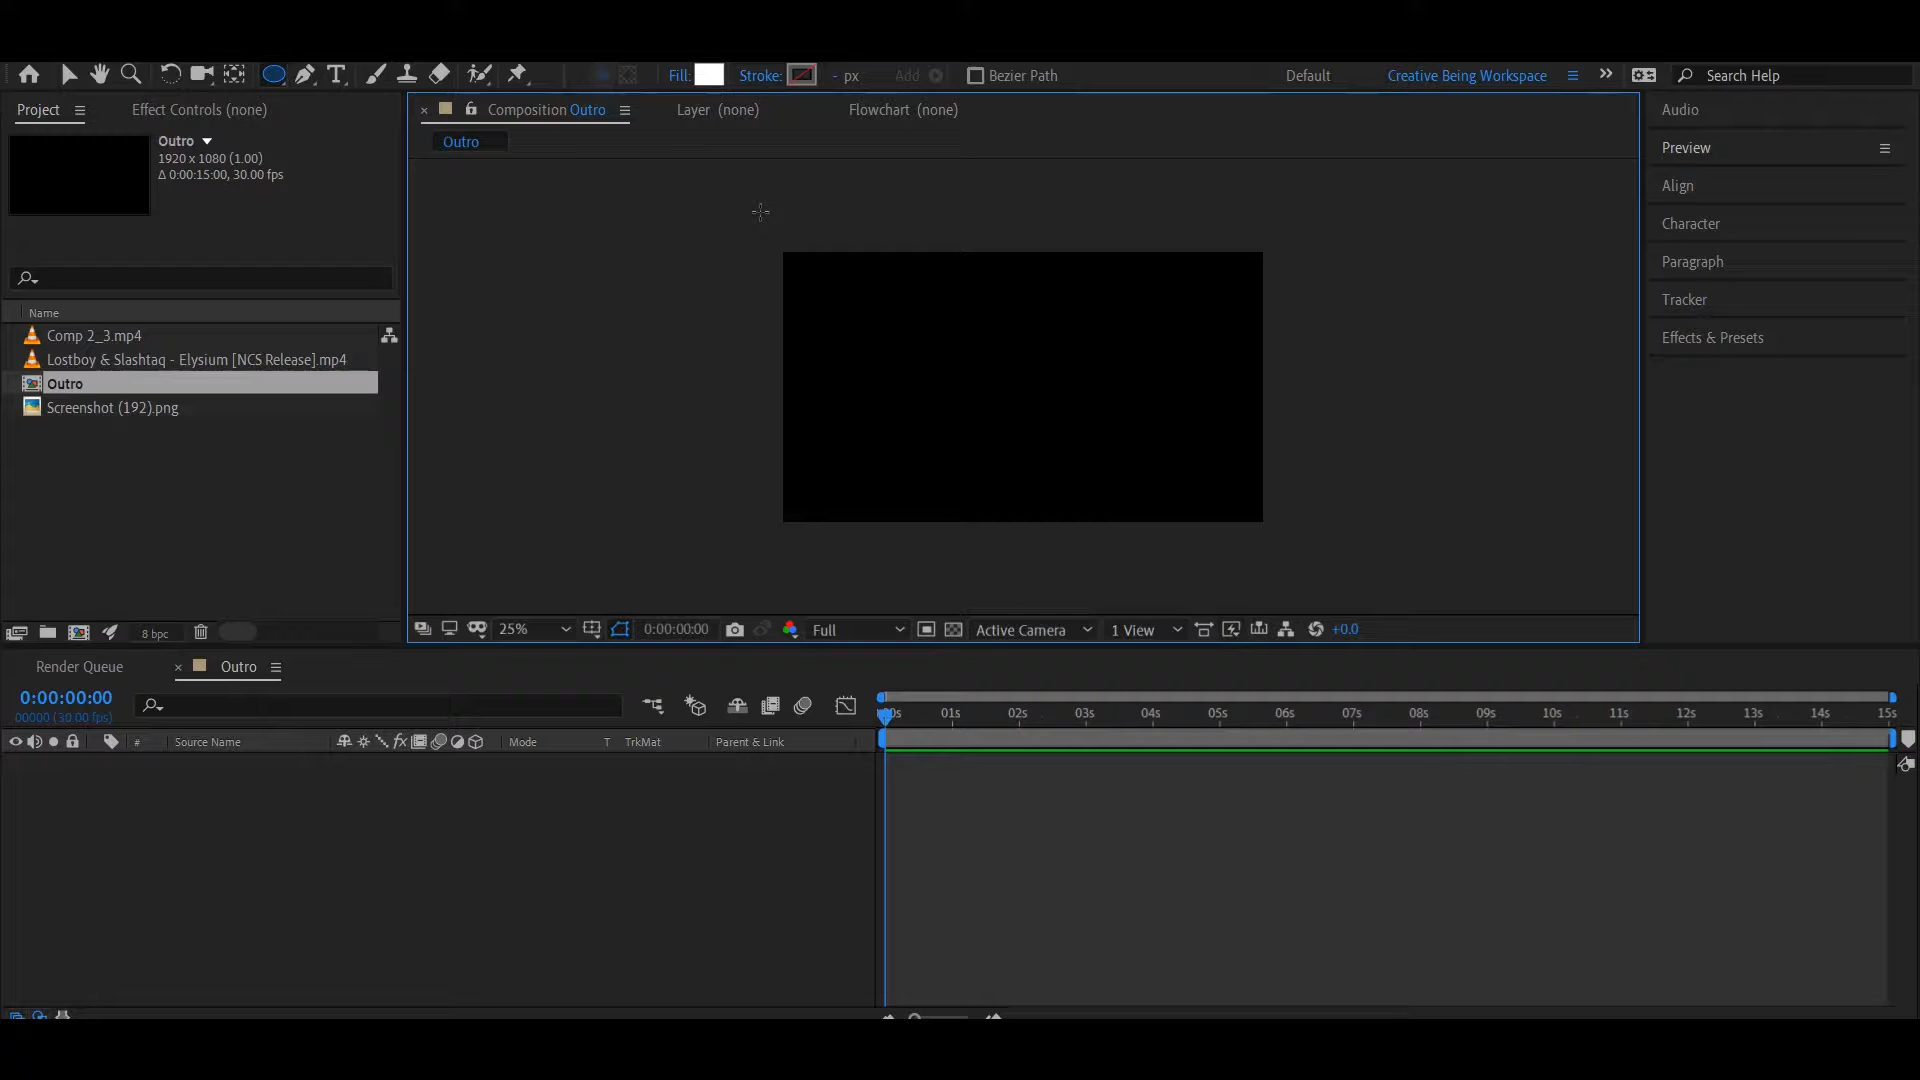 Fill: Stroke: - px Add Bezier Path Default Creative Being Workspace Search Help
Project Effect Controls (none)
Composition Outro Layer (none) Flowchart (none)
Outro
1920 x 1080 (1.00)
Δ 0:00:15:00, 30.00 fps
Outro
Name
Comp 2_3.mp4
Lostboy & Slashtaq - Elysium [NCS Release].mp4
Outro
Screenshot (192).png
8 bpc
25% 0:00:00:00 Full Active Camera 1 View +0.0
Audio
Preview
Align
Character
Paragraph
Tracker
Effects & Presets
Render Queue Outro
0:00:00:00
00000 (30.00 fps)
01s 02s 03s 04s 05s 06s 07s 08s 09s 10s 11s 12s 13s 14s 15s
# Source Name fx Mode T TrkMat Parent & Link